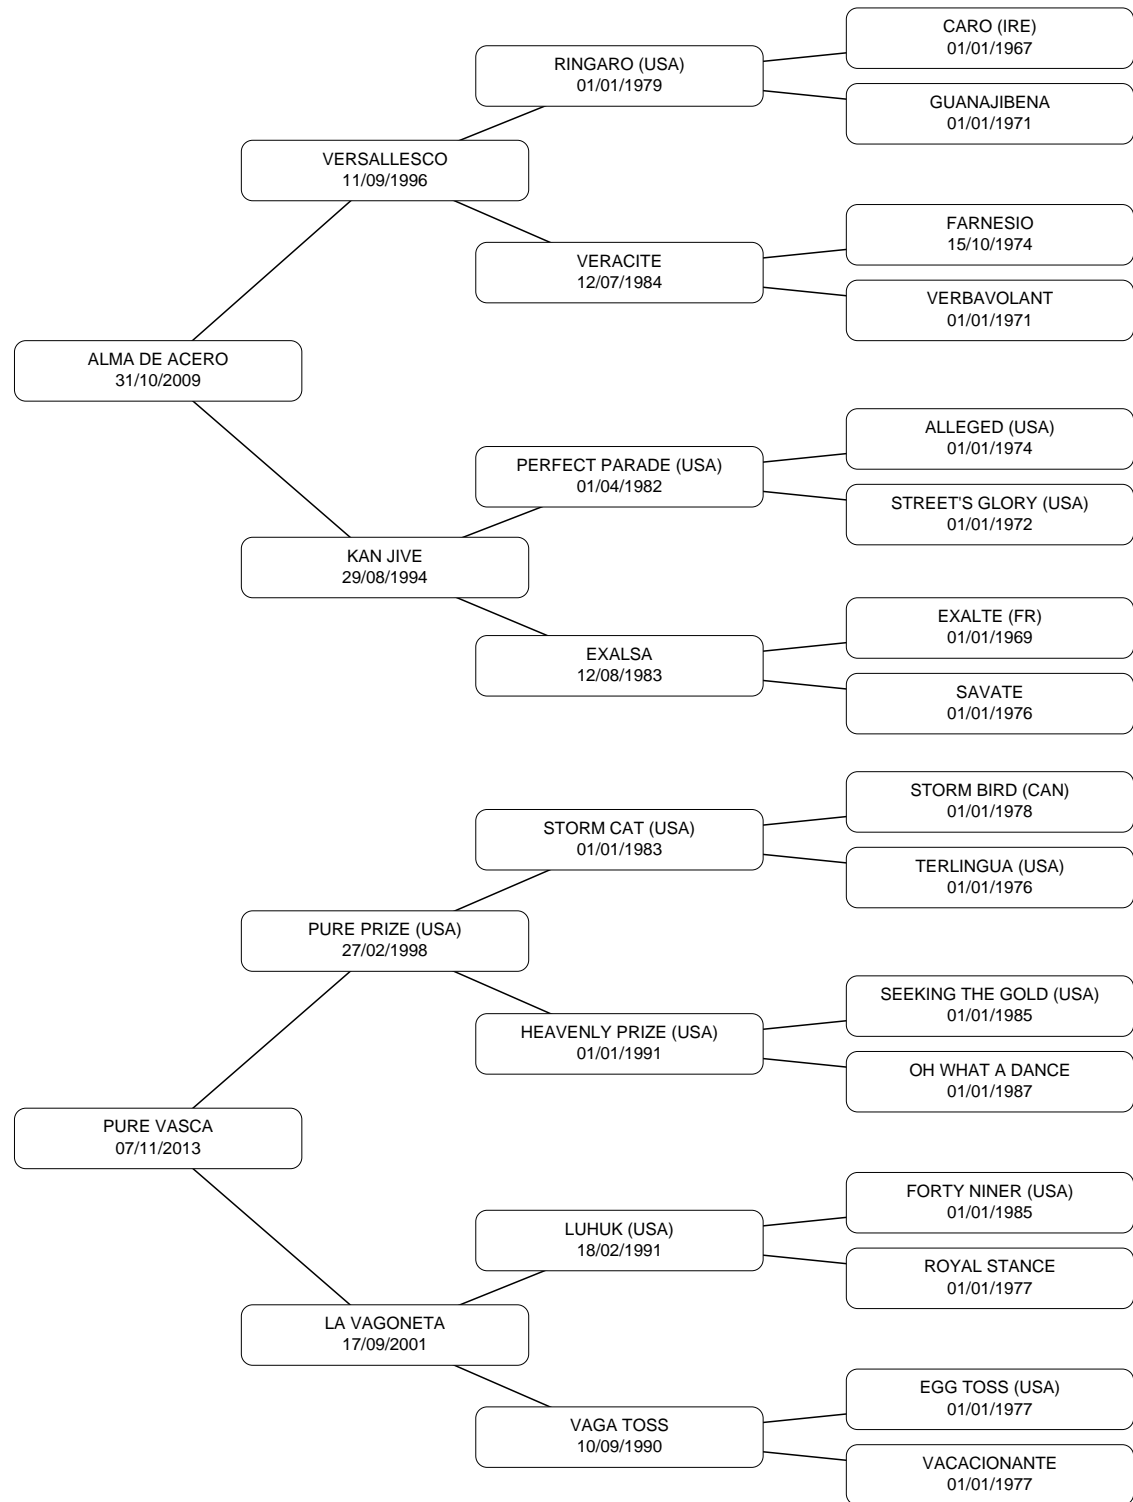 CARO (IRE)
01/01/1967
RINGARO (USA)
01/01/1979
GUANAJIBENA
01/01/1971
VERSALLESCO
11/09/1996
FARNESIO
15/10/1974
VERACITE
12/07/1984
VERBAVOLANT
01/01/1971
ALMA DE ACERO
31/10/2009
ALLEGED (USA)
01/01/1974
PERFECT PARADE (USA)
01/04/1982
STREET'S GLORY (USA)
01/01/1972
KAN JIVE
29/08/1994
EXALTE (FR)
01/01/1969
EXALSA
12/08/1983
SAVATE
01/01/1976
STORM BIRD (CAN)
01/01/1978
STORM CAT (USA)
01/01/1983
TERLINGUA (USA)
01/01/1976
PURE PRIZE (USA)
27/02/1998
SEEKING THE GOLD (USA)
01/01/1985
HEAVENLY PRIZE (USA)
01/01/1991
OH WHAT A DANCE
01/01/1987
PURE VASCA
07/11/2013
FORTY NINER (USA)
01/01/1985
LUHUK (USA)
18/02/1991
ROYAL STANCE
01/01/1977
LA VAGONETA
17/09/2001
EGG TOSS (USA)
01/01/1977
VAGA TOSS
10/09/1990
VACACIONANTE
01/01/1977